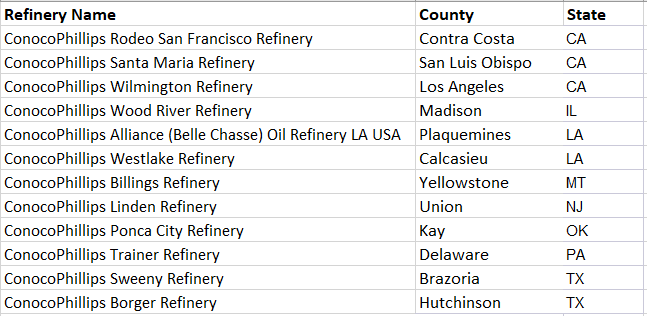 Refinery Name County State
ConocoPhillips Rodeo San Francisco Refinery Contra Costa CA
ConocoPhillips Santa Maria Refinery San Luis Obispo CA
ConocoPhillips Wilmington Refinery Los Angeles CA
ConocoPhillips Wood River Refinery Madison IL
ConocoPhillips Alliance (Belle Chasse) Oil Refinery LA USA Plaquemines LA
ConocoPhillips Westlake Refinery Calcasieu LA
ConocoPhillips Billings Refinery Yellowstone MT
ConocoPhillips Linden Refinery Union NJ
ConocoPhillips Ponca City Refinery Kay OK
ConocoPhillips Trainer Refinery Delaware PA
ConocoPhillips Sweeny Refinery Brazoria TX
ConocoPhillips Borger Refinery Hutchinson TX